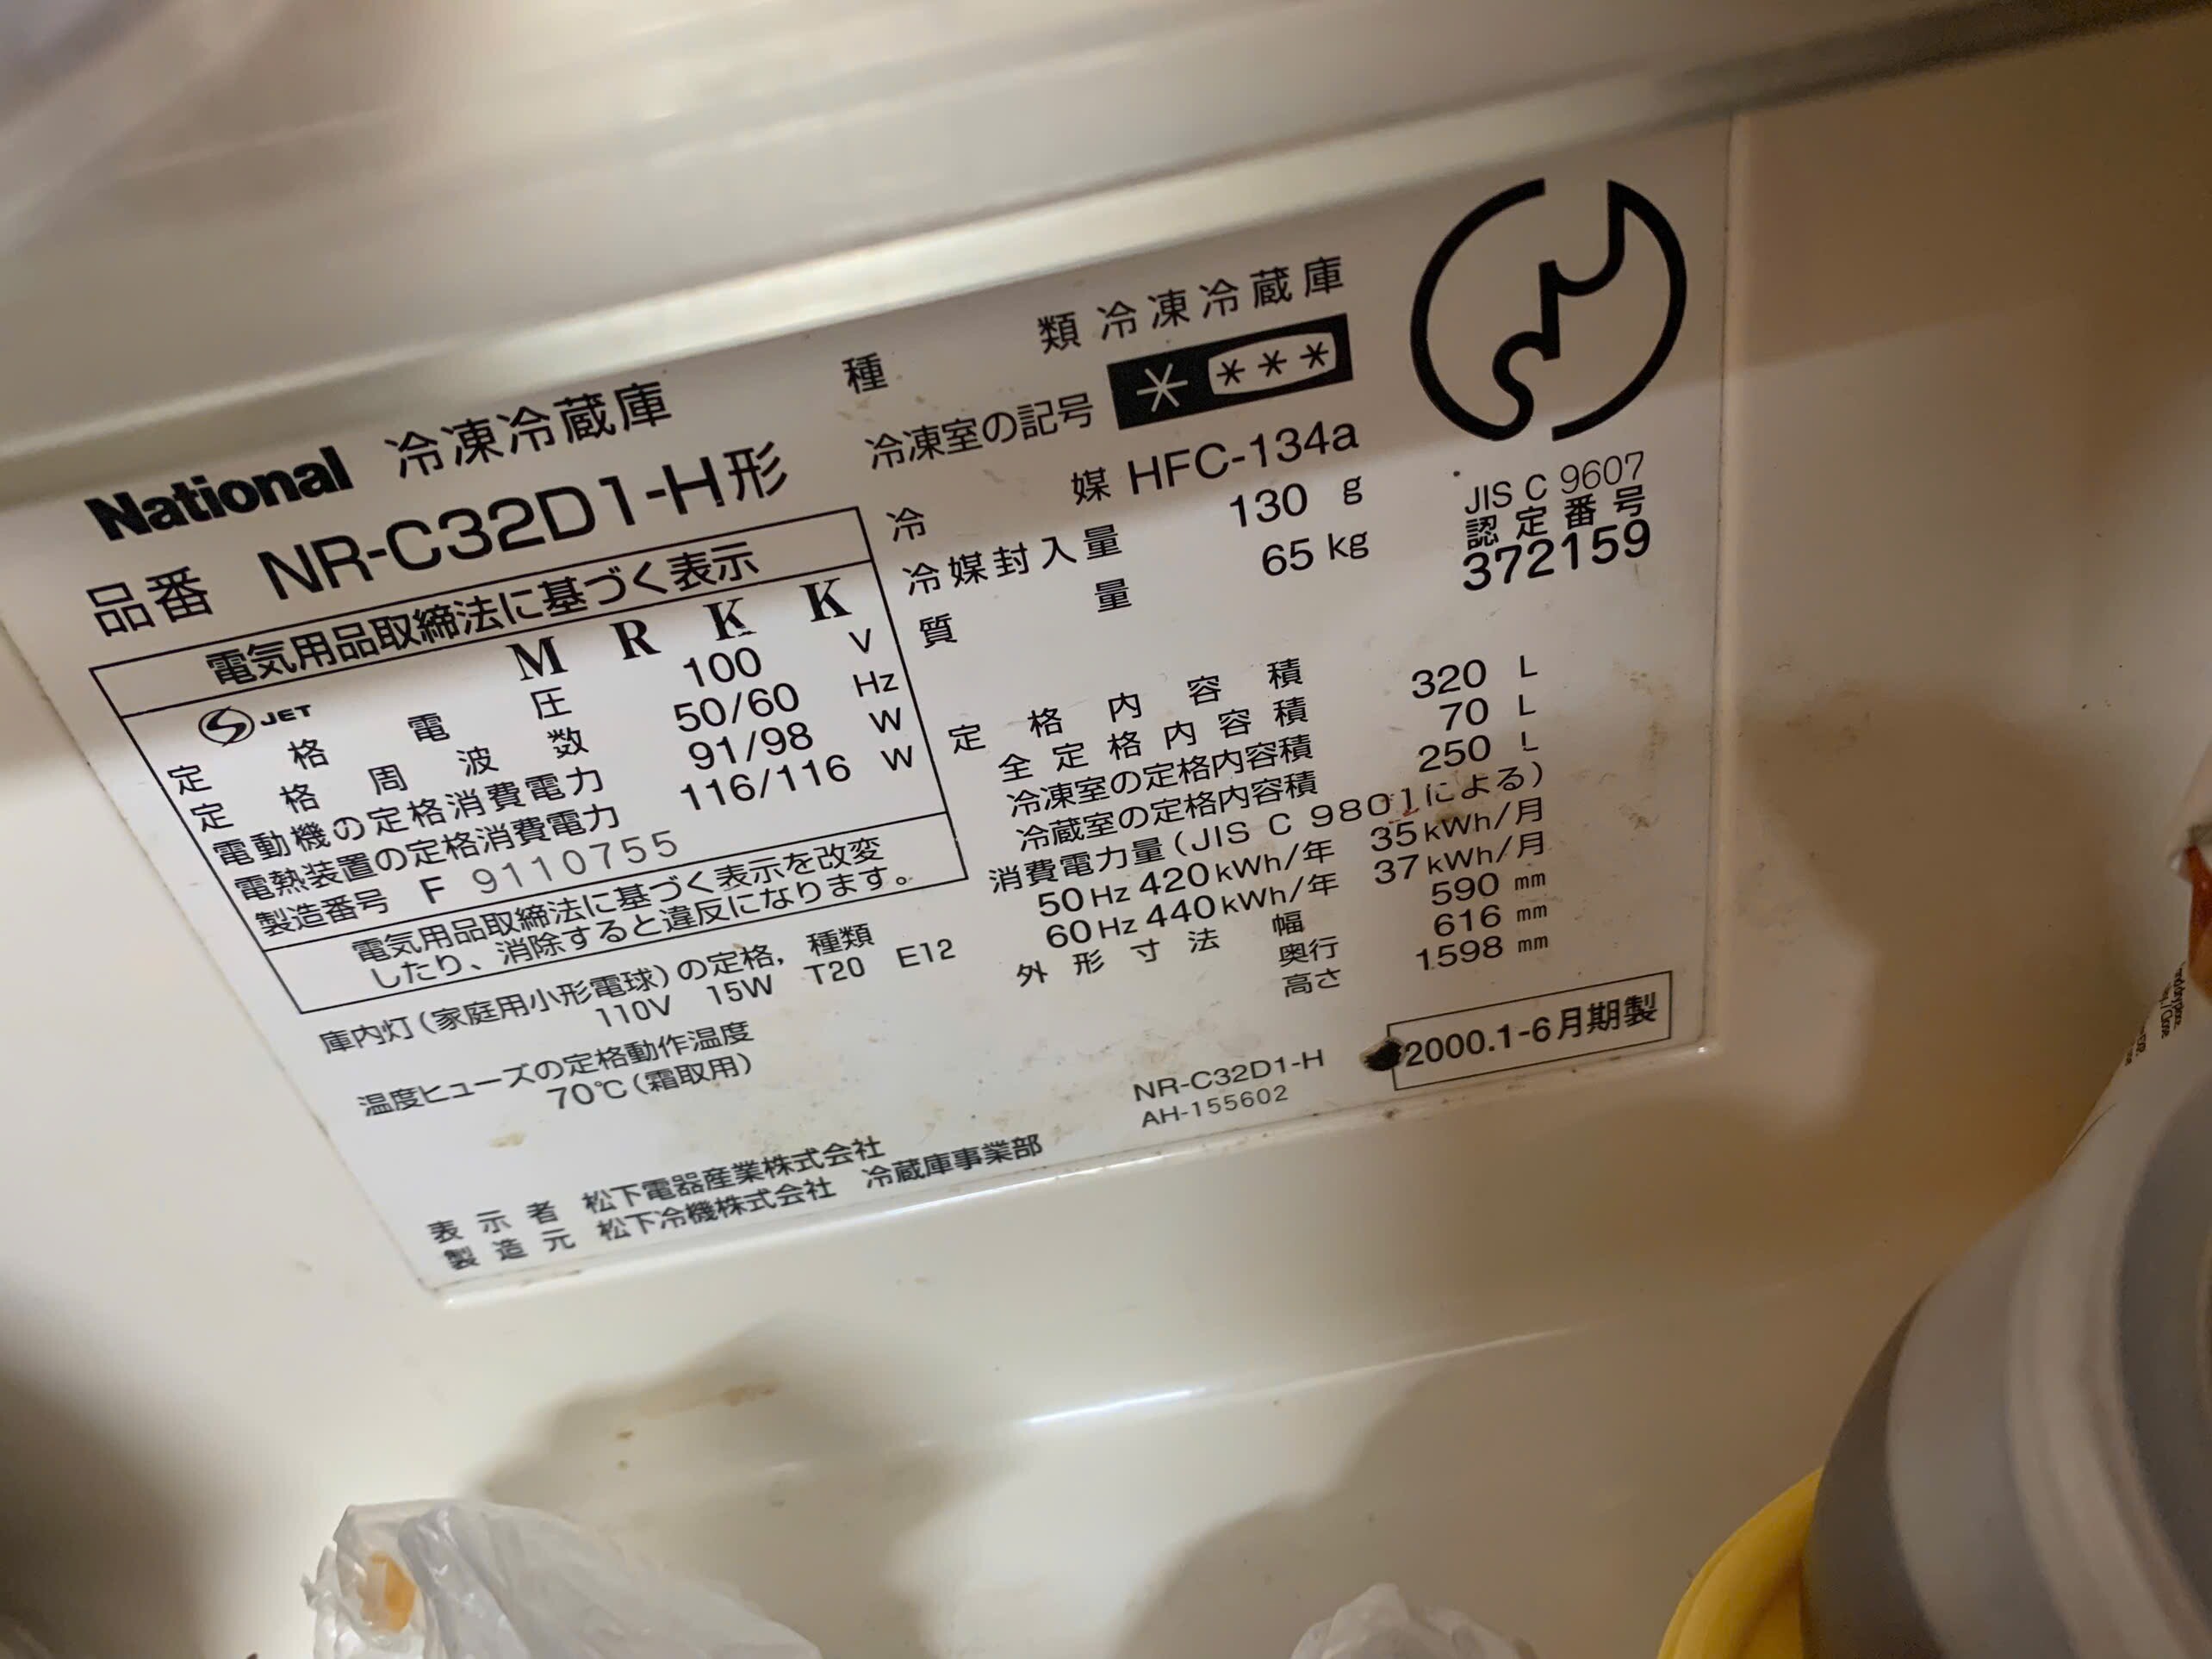 National 冷凍冷蔵庫
品番 NR-C32D1-H形
電気用品取締法に基づく表示
JET M R K K
定格電圧 100 V
定格周波数 50/60 Hz
電動機の定格消費電力 91/98 W
電熱装置の定格消費電力 116/116 W
製造番号 F 9110755
電気用品取締法に基づく表示を改変
したり、消除すると違反になります。
庫内灯(家庭用小形電球)の定格, 種類
110V 15W T20 E12
温度ヒューズの定格動作温度
70℃(霜取用)
表示者 松下電器産業株式会社
製造元 松下冷機株式会社 冷蔵庫事業部
種類 冷凍冷蔵庫
冷凍室の記号 * ***
冷媒 HFC-134a
冷媒封入量 130 g
質量 65 kg
定格内容積
全定格内容積 320 L
冷凍室の定格内容積 70 L
冷蔵室の定格内容積 250 L
消費電力量(JIS C 9801による)
50Hz 420kWh/年 35kWh/月
60Hz 440kWh/年 37kWh/月
外形寸法 幅 590 mm
奥行 616 mm
高さ 1598 mm
JIS C 9607
認定番号
372159
2000.1-6月期製
NR-C32D1-H
AH-155602